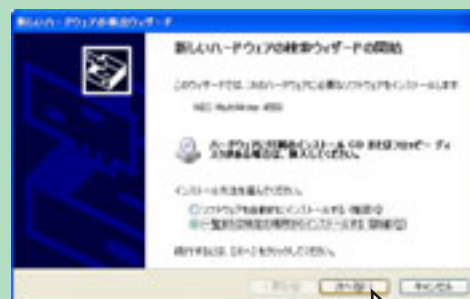 新しいハードウェアの検出ウィザード
新しいハードウェアの検索ウィザードの開始
このウィザードでは、次のハードウェアに必要なソフトウェアをインストールします:
NEC MultiWriter
ハードウェアに付属のインストール CD またはフロッピー ディ
スクがある場合は、挿入してください。
インストール方法を選んでください。
ソフトウェアを自動的にインストールする (推奨)(I)
一覧または特定の場所からインストールする (詳細)(S)
続行するには、[次へ] をクリックしてください。
< 戻る(B)
次へ(N) >
キャンセル